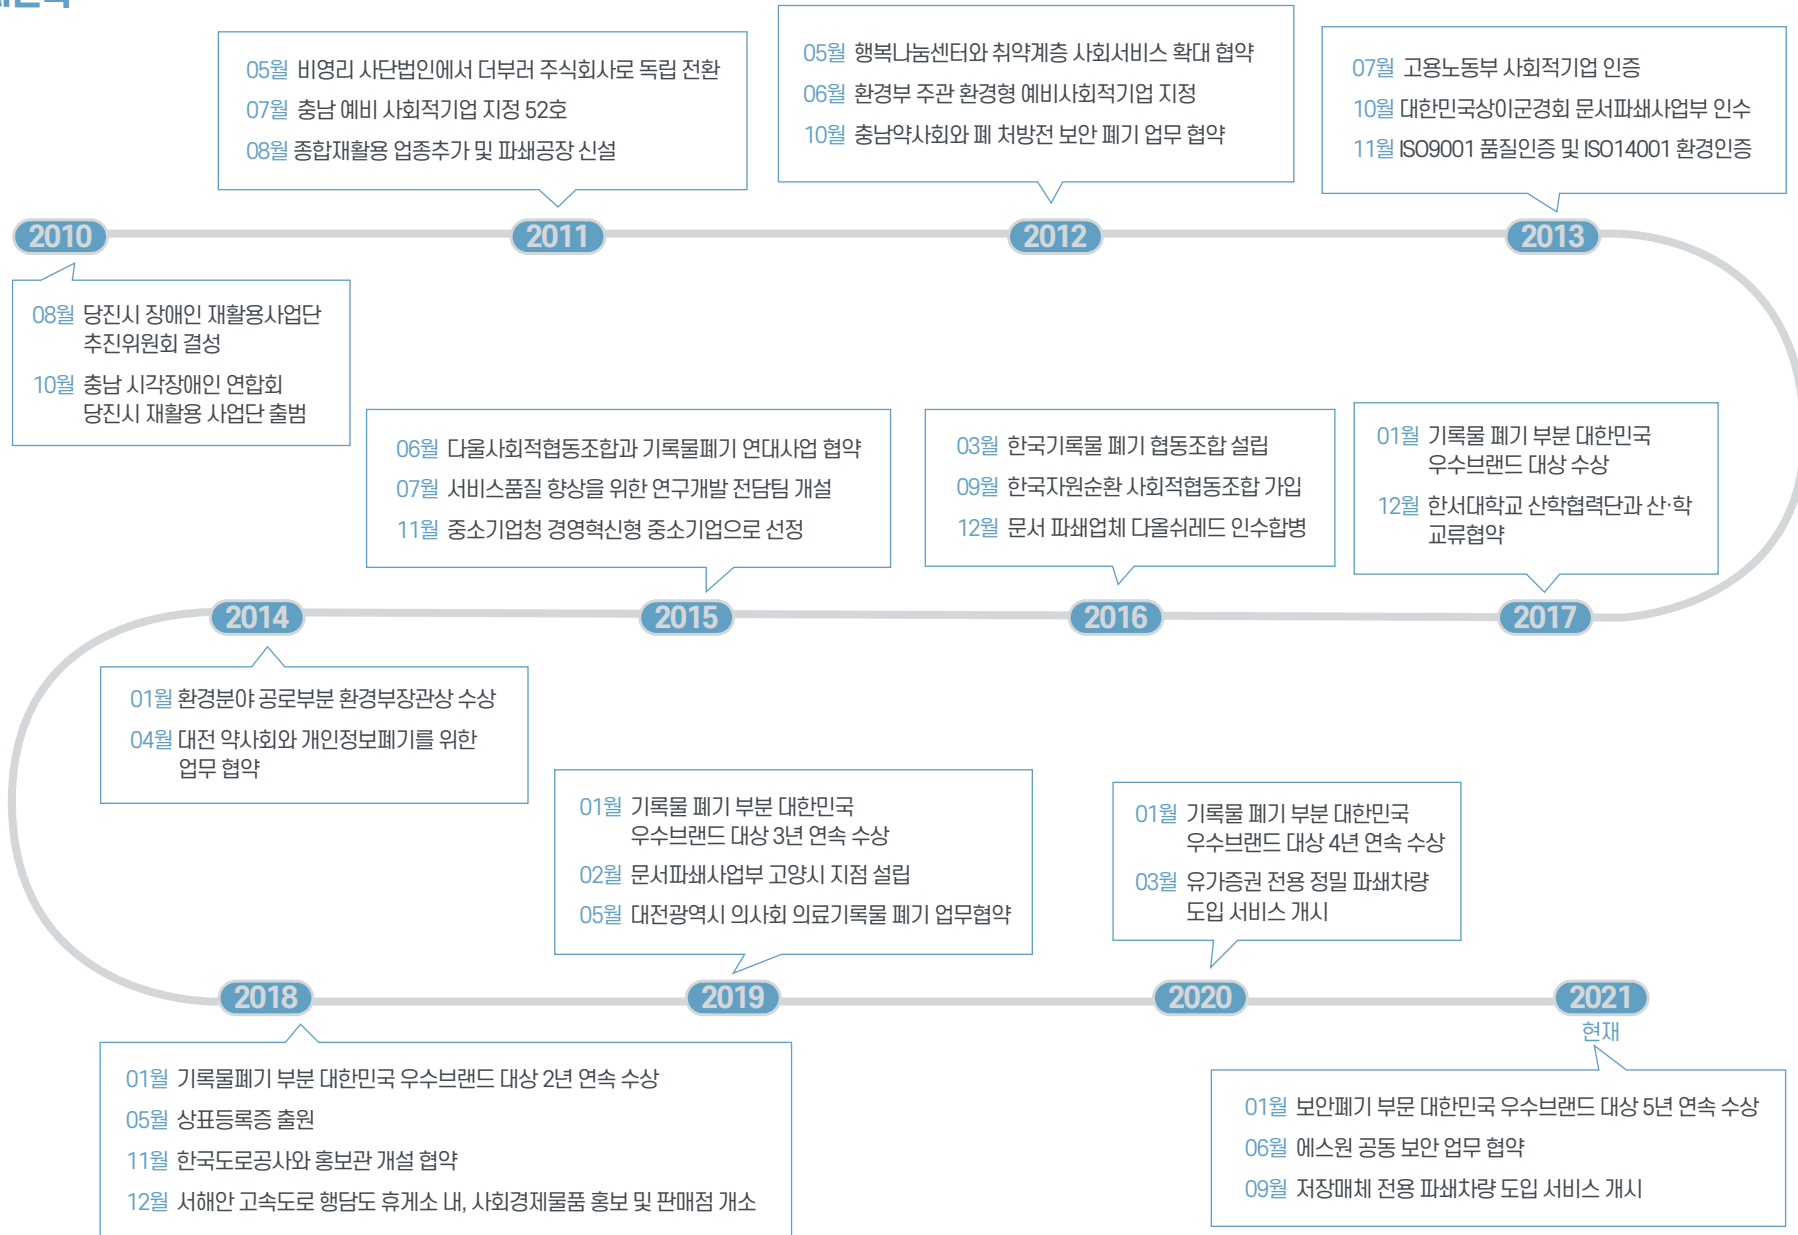 05월 비영리 사단법인에서 더부러 주식회사로 독립 전환
07월 충남 예비 사회적기업 지정 52호
08월 종합재활용 업종추가 및 파쇄공장 신설
05월 행복나눔센터와 취약계층 사회서비스 확대 협약
06월 환경부 주관 환경형 예비사회적기업 지정
10월 충남약사회와 폐 처방전 보안 폐기 업무 협약
07월 고용노동부 사회적기업 인증
10월 대한민국상이군경회 문서파쇄사업부 인수
11월 ISO9001 품질인증 및 ISO14001 환경인증
2010
2011
2012
2013
08월 당진시 장애인 재활용사업단
추진위원회 결성
10월 충남 시각장애인 연합회
당진시 재활용 사업단 출범
06월 다울사회적협동조합과 기록물폐기 연대사업 협약
07월 서비스품질 향상을 위한 연구개발 전담팀 개설
11월 중소기업청 경영혁신형 중소기업으로 선정
03월 한국기록물 폐기 협동조합 설립
09월 한국자원순환 사회적협동조합 가입
12월 문서 파쇄업체 다올쉬레드 인수합병
01월 기록물 폐기 부분 대한민국
우수브랜드 대상 수상
12월 한서대학교 산학협력단과 산·학
교류협약
2014
2015
2016
2017
01월 환경분야 공로부분 환경부장관상 수상
04월 대전 약사회와 개인정보폐기를 위한
업무 협약
01월 기록물 폐기 부분 대한민국
우수브랜드 대상 3년 연속 수상
02월 문서파쇄사업부 고양시 지점 설립
05월 대전광역시 의사회 의료기록물 폐기 업무협약
01월 기록물 폐기 부분 대한민국
우수브랜드 대상 4년 연속 수상
03월 유가증권 전용 정밀 파쇄차량
도입 서비스 개시
2018
2019
2020
2021
현재
01월 기록물폐기 부분 대한민국 우수브랜드 대상 2년 연속 수상
05월 상표등록증 출원
11월 한국도로공사와 홍보관 개설 협약
12월 서해안 고속도로 행담도 휴게소 내, 사회경제물품 홍보 및 판매점 개소
01월 보안폐기 부문 대한민국 우수브랜드 대상 5년 연속 수상
06월 에스원 공동 보안 업무 협약
09월 저장매체 전용 파쇄차량 도입 서비스 개시